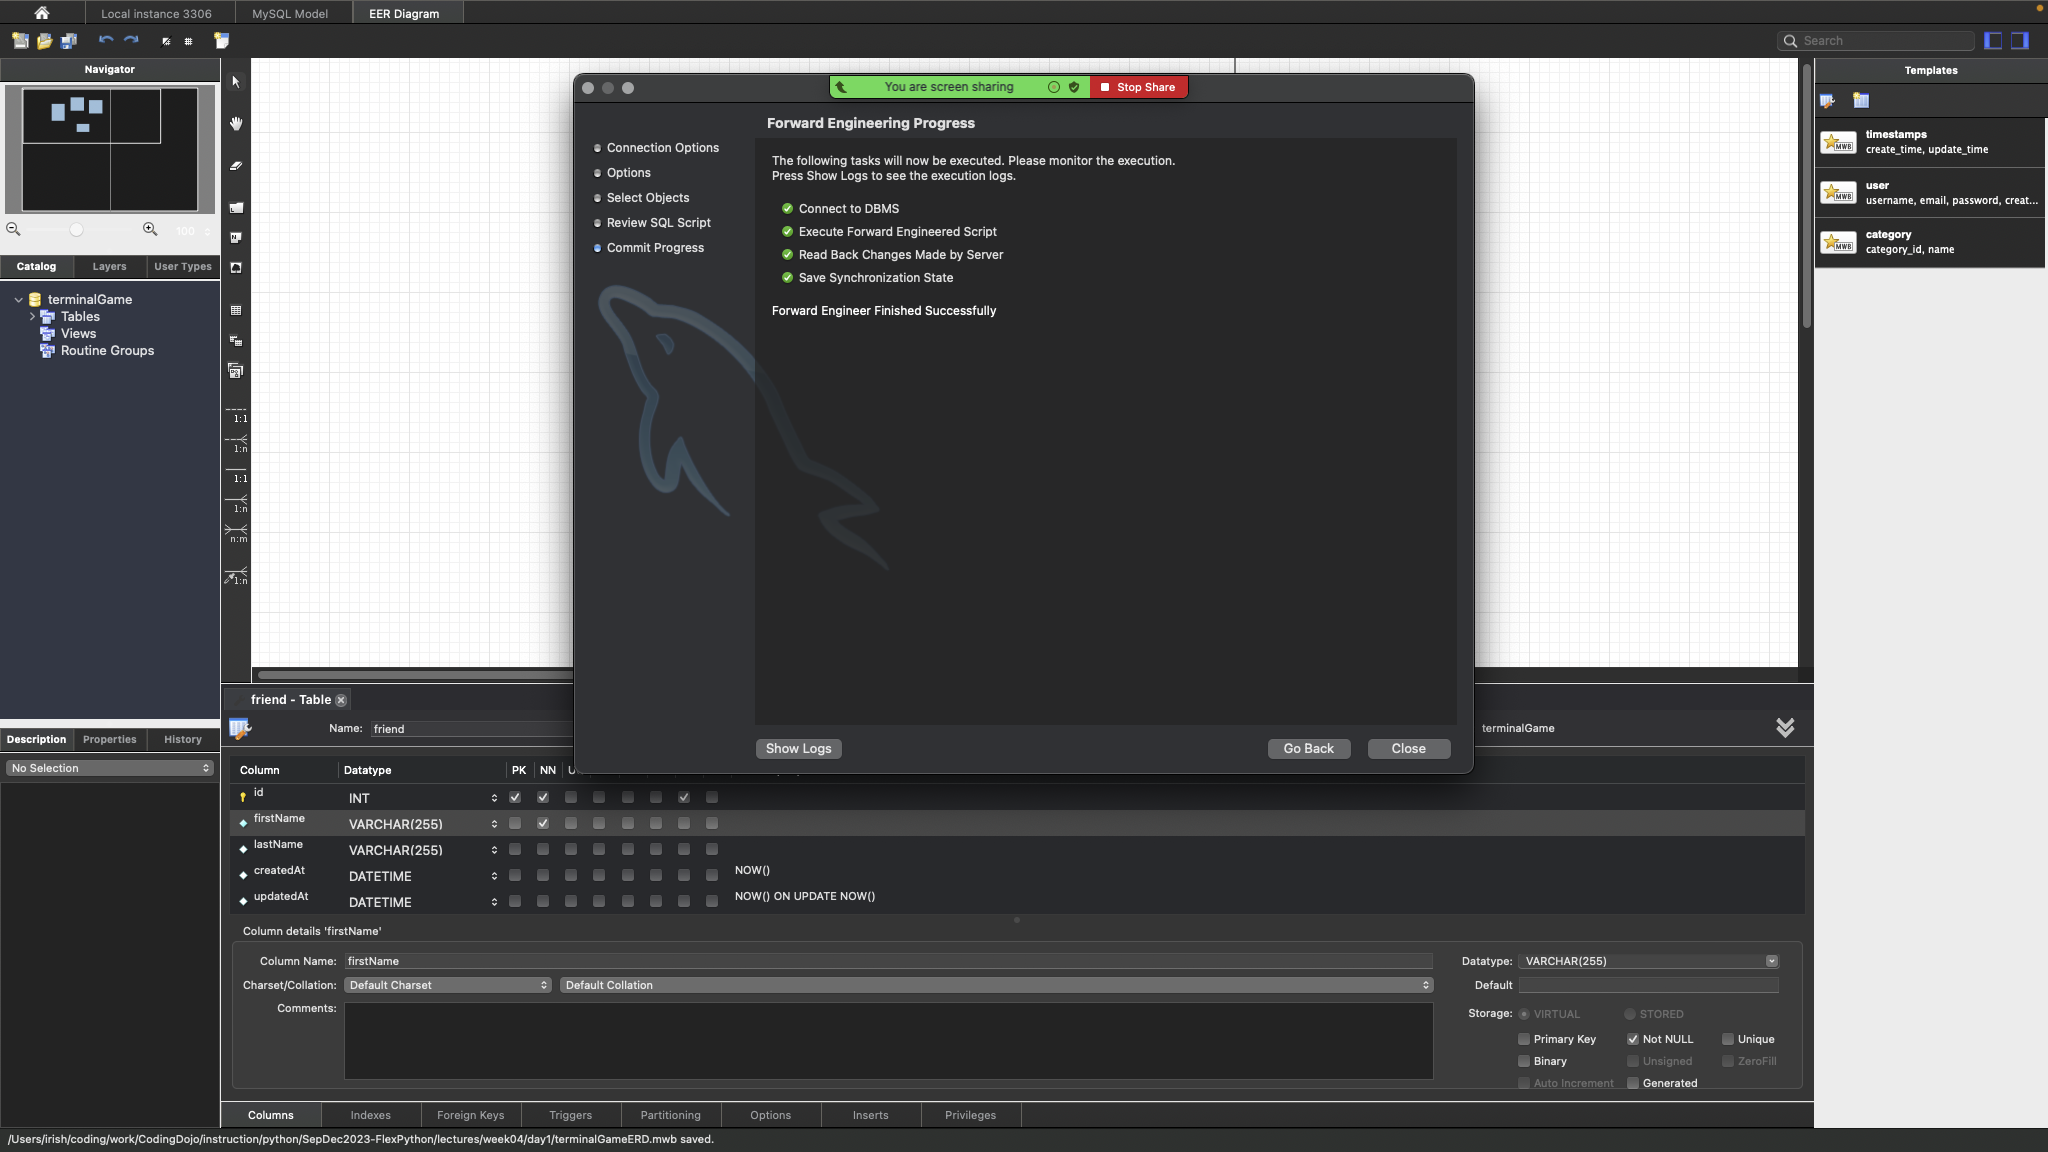 Local instance 3306
MySQL Model
EER Diagram
Search
Navigator
100
Catalog
Layers
User Types
terminalGame
Tables
Views
Routine Groups
Description
Properties
History
No Selection
1:1
1:n
1:1
1:n
n:m
1:n
You are screen sharing
Stop Share
Forward Engineering Progress
Connection Options
Options
Select Objects
Review SQL Script
Commit Progress
The following tasks will now be executed. Please monitor the execution.
Press Show Logs to see the execution logs.
Connect to DBMS
Execute Forward Engineered Script
Read Back Changes Made by Server
Save Synchronization State
Forward Engineer Finished Successfully
Show Logs
Go Back
Close
Templates
timestamps
create_time, update_time
user
username, email, password, creat...
category
category_id, name
friend - Table
Name: friend
terminalGame
Column Datatype PK NN
id INT
firstName VARCHAR(255)
lastName VARCHAR(255)
createdAt DATETIME NOW()
updatedAt DATETIME NOW() ON UPDATE NOW()
Column details 'firstName'
Column Name: firstName
Charset/Collation: Default Charset Default Collation
Comments:
Datatype: VARCHAR(255)
Default
Storage: VIRTUAL STORED
Primary Key Not NULL Unique
Binary Unsigned ZeroFill
Auto Increment Generated
Columns
Indexes
Foreign Keys
Triggers
Partitioning
Options
Inserts
Privileges
/Users/irish/coding/work/CodingDojo/instruction/python/SepDec2023-FlexPython/lectures/week04/day1/terminalGameERD.mwb saved.